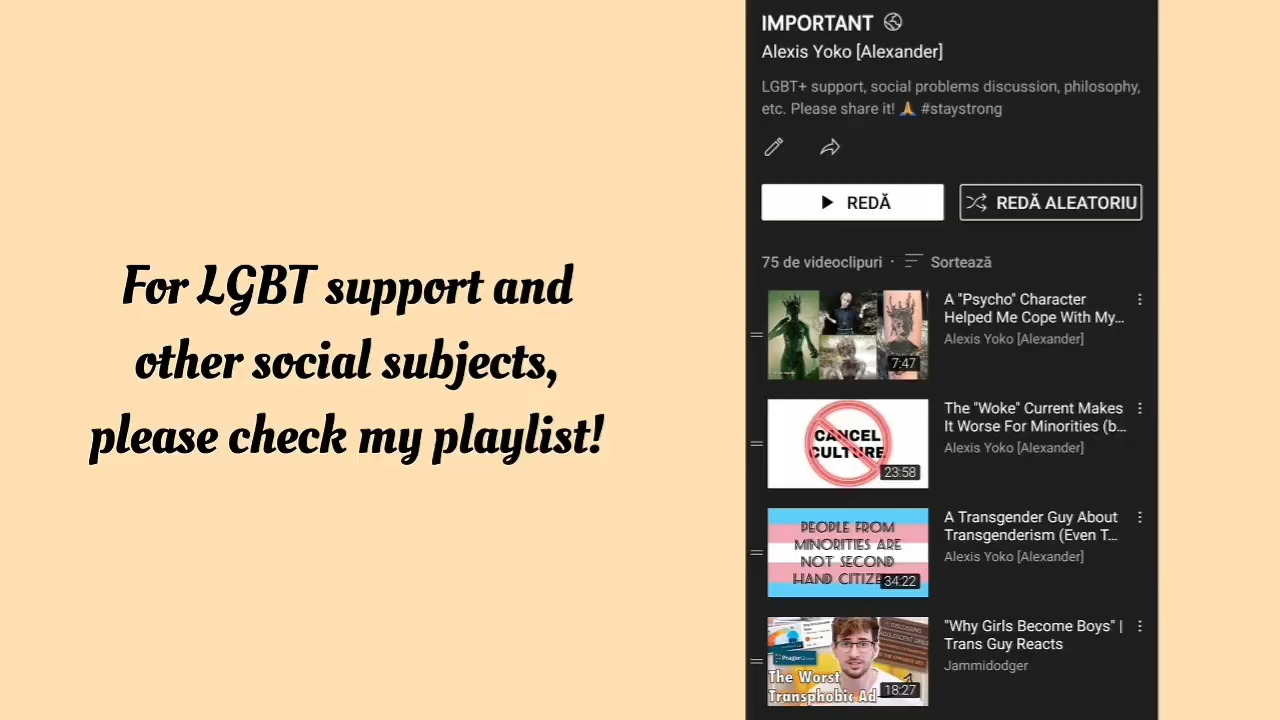 For LGBT support and
other social subjects,
please check my playlist!
IMPORTANT
Alexis Yoko [Alexander]
LGBT+ support, social problems discussion, philosophy,
etc. Please share it! 🙏 #staystrong
REDĂ
REDĂ ALEATORIU
75 de videoclipuri · Sortează
7:47
A "Psycho" Character
Helped Me Cope With My...
Alexis Yoko [Alexander]
CANCEL
CULTURE
23:58
The "Woke" Current Makes
It Worse For Minorities (b...
Alexis Yoko [Alexander]
PEOPLE FROM
MINORITIES ARE
NOT SECOND
HAND
34:22
A Transgender Guy About
Transgenderism (Even T...
Alexis Yoko [Alexander]
PragerU
The Worst
Transphobic Ad
18:27
"Why Girls Become Boys" |
Trans Guy Reacts
Jammidodger